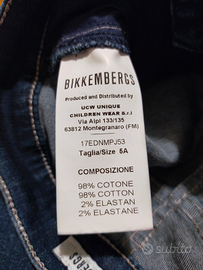 BIKKEMBERGS
Produced and Distributed by
UCW UNIQUE
CHILDREN WEAR S.r.l
Via Alpi 133/135
63812 Montegranaro (FM)
17EDNMPJ53
Taglia/Size 5A
COMPOSIZIONE
98% COTONE
98% COTTON
2% ELASTAN
2% ELASTANE
subito